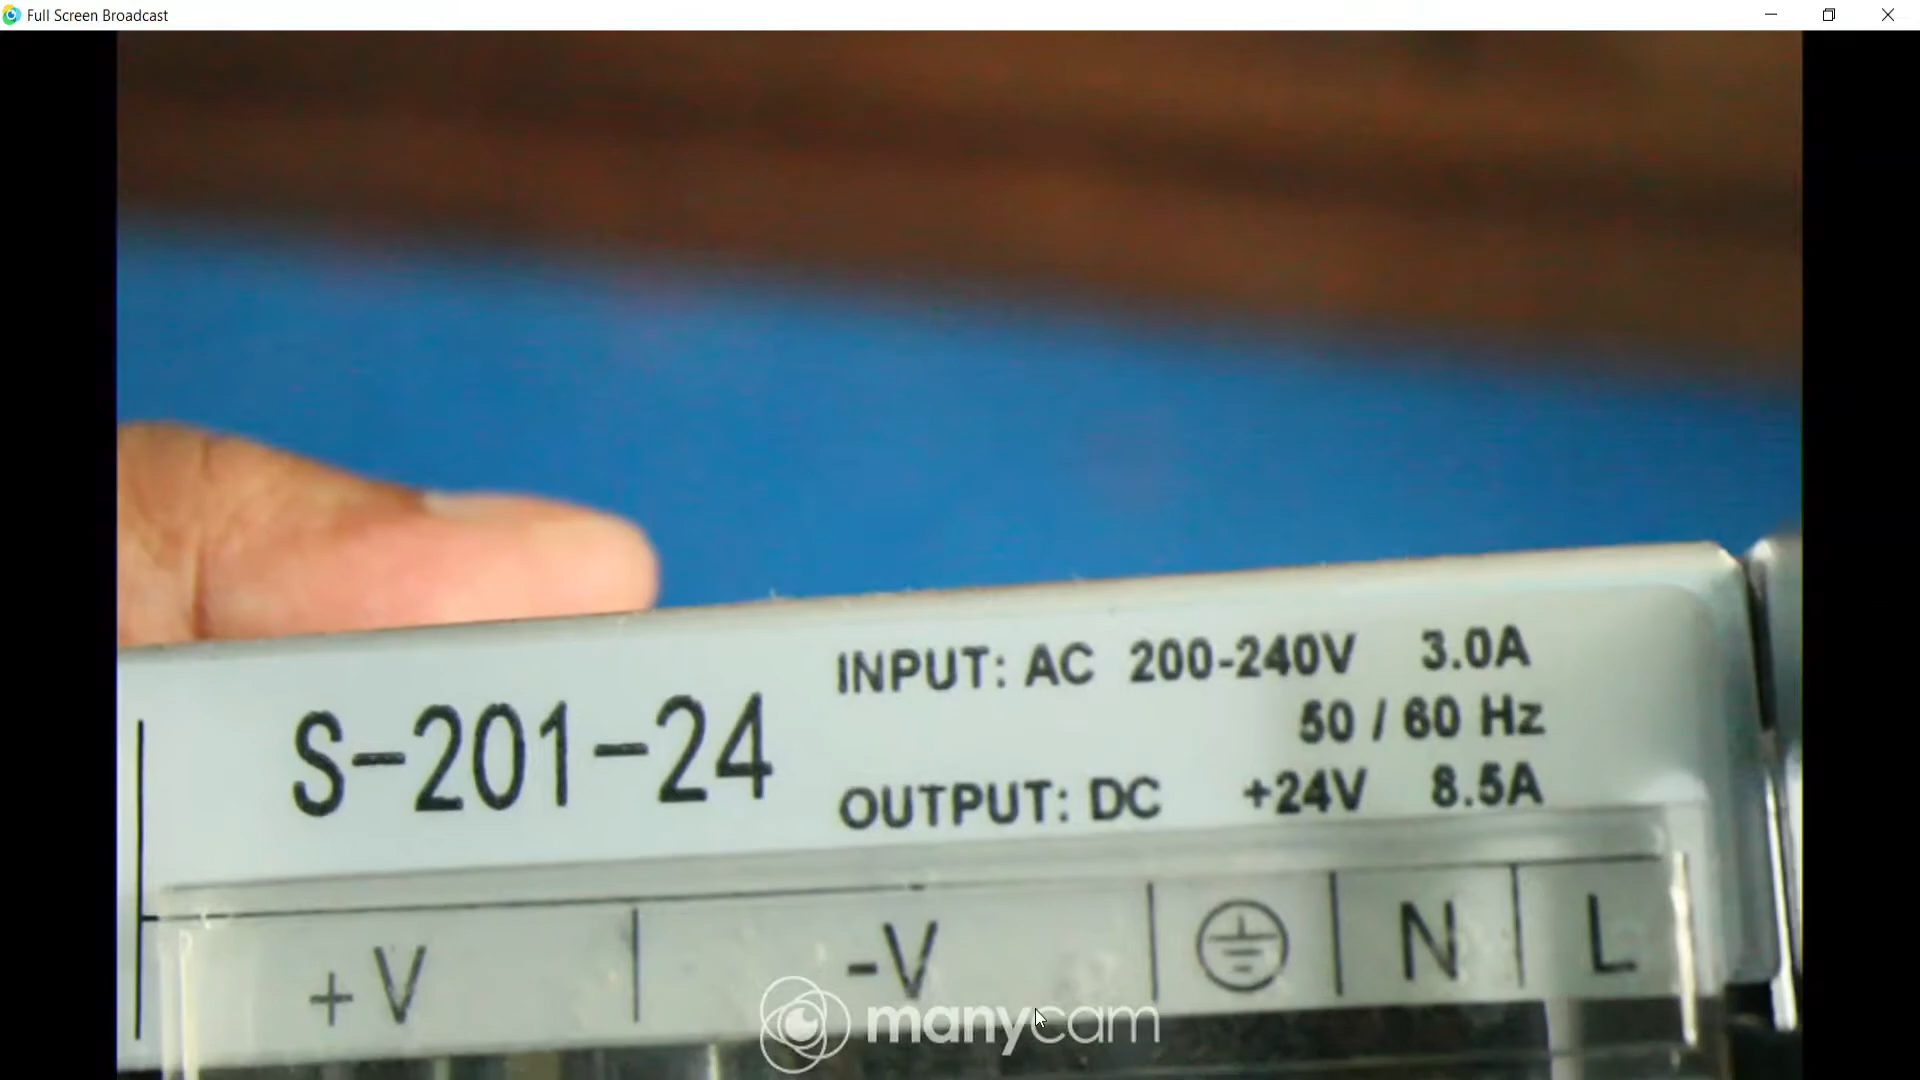 Full Screen Broadcast
S-201-24
INPUT: AC 200-240V 3.0A
50 / 60 Hz
OUTPUT: DC +24V 8.5A
+V -V N L
manycam